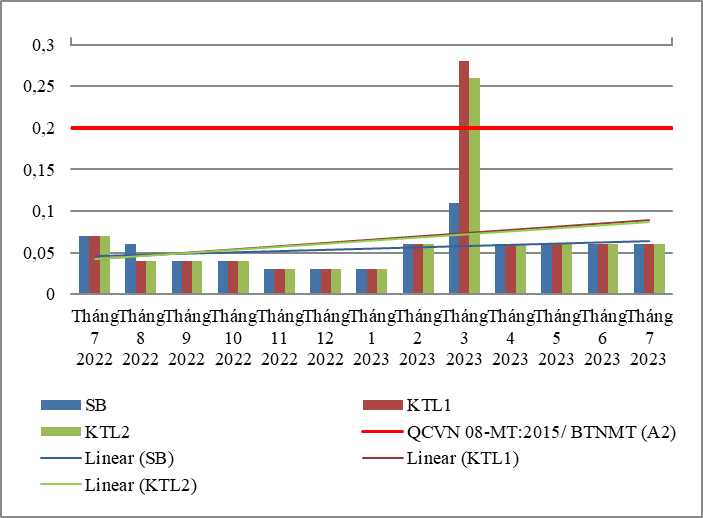 0,3
0,25
0,2
0,15
0,1
0,05
0
Tháng Tháng Tháng Tháng Tháng Tháng Tháng Tháng Tháng Tháng Tháng Tháng Tháng
7 8 9 10 11 12 1 2 3 4 5 6 7
2022 2022 2022 2022 2022 2022 2023 2023 2023 2023 2023 2023 2023
SB KTL1
KTL2 QCVN 08-MT:2015/ BTNMT (A2)
Linear (SB) Linear (KTL1)
Linear (KTL2)